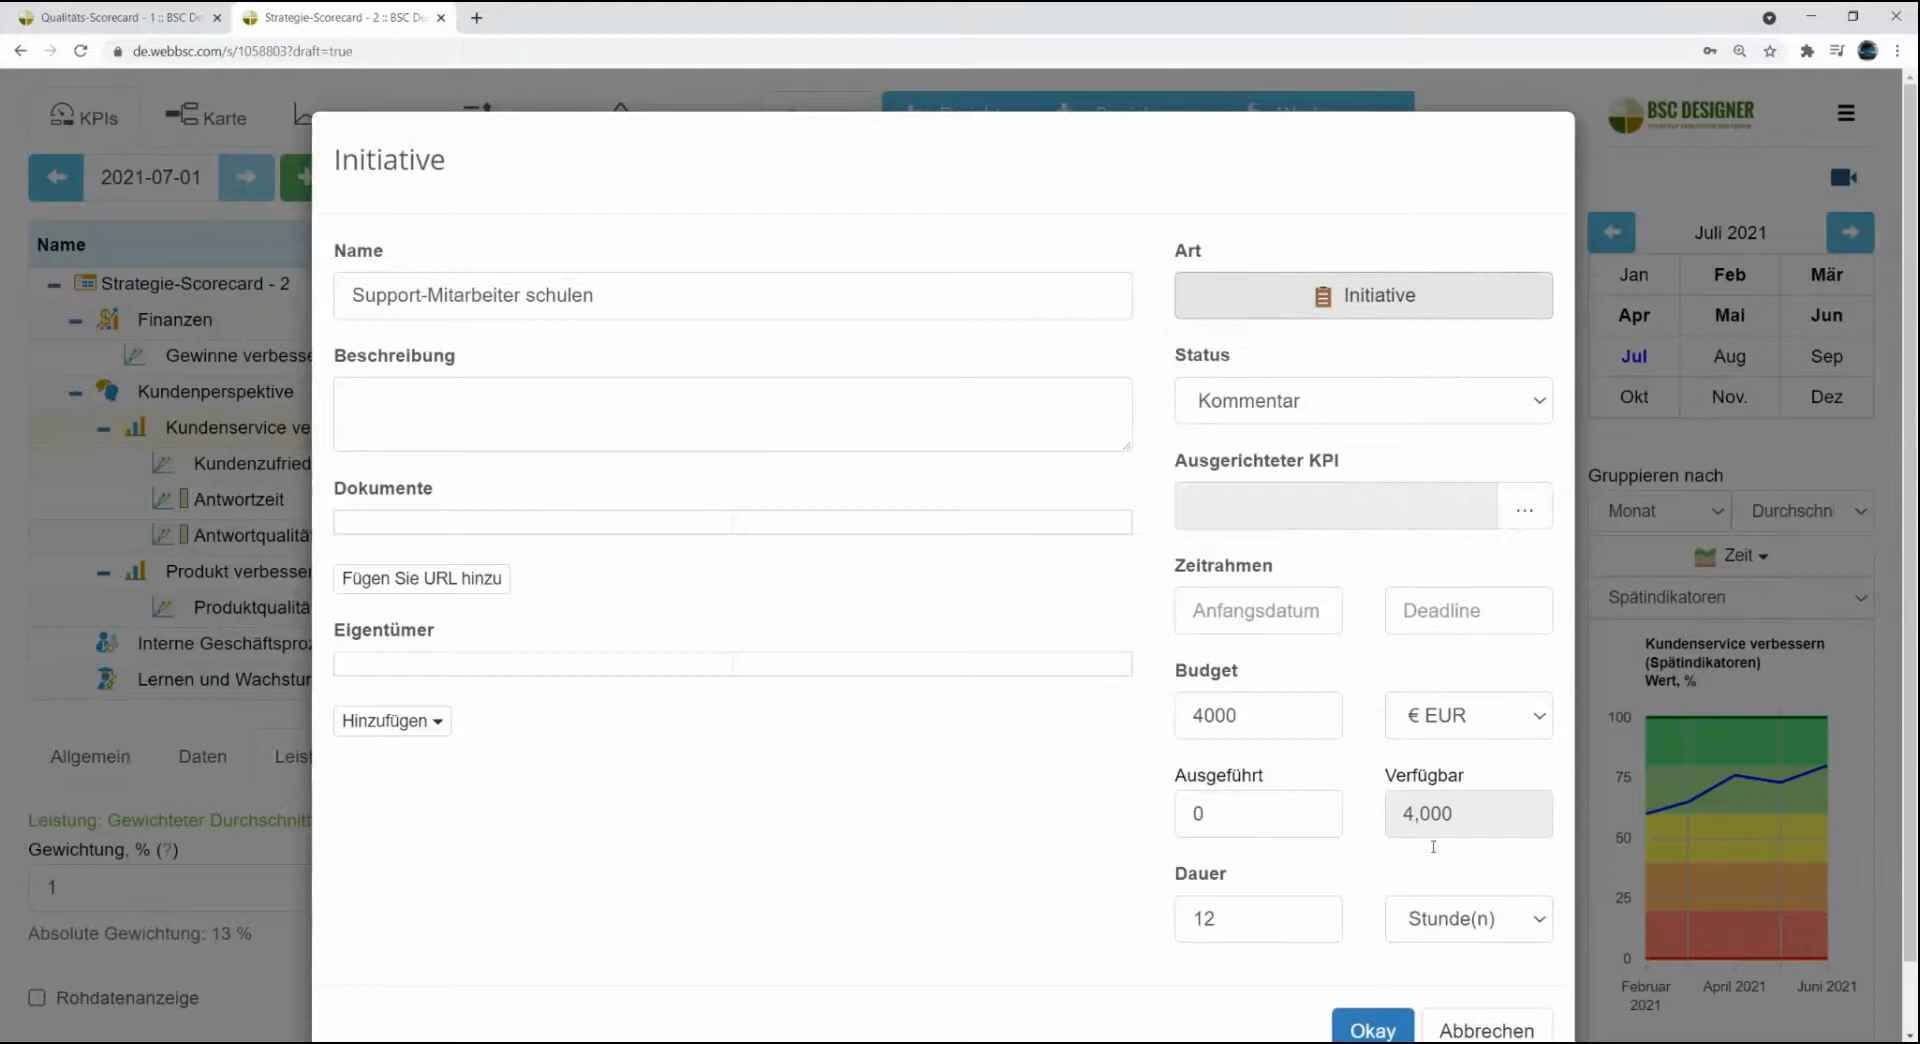 Qualitäts-Scorecard - 1 :: BSC De
Strategie-Scorecard - 2 :: BSC De
de.webbsc.com/s/1058803?draft=true
KPIs
Karte
BSC DESIGNER
2021-07-01
Initiative
Name
Strategie-Scorecard - 2
Finanzen
Gewinne verbesse
Kundenperspektive
Kundenservice ve
Kundenzufried
Antwortzeit
Antwortqualitä
Produkt verbesser
Produktqualitä
Interne Geschäftsproz
Lernen und Wachstur
Allgemein
Daten
Leist
Leistung: Gewichteter Durchschnitt
Gewichtung, % (?)
1
Absolute Gewichtung: 13 %
Rohdatenanzeige
Name
Support-Mitarbeiter schulen
Beschreibung
Dokumente
Fügen Sie URL hinzu
Eigentümer
Hinzufügen
Art
Initiative
Status
Kommentar
Ausgerichteter KPI
...
Zeitrahmen
Anfangsdatum
Deadline
Budget
4000
€ EUR
Ausgeführt
Verfügbar
0
4,000
Dauer
12
Stunde(n)
Okay
Abbrechen
Juli 2021
Jan Feb Mär
Apr Mai Jun
Jul Aug Sep
Okt Nov. Dez
Gruppieren nach
Monat
Durchschn
Zeit
Spätindikatoren
Kundenservice verbessern
(Spätindikatoren)
Wert, %
100
75
50
25
0
Februar
2021
April 2021
Juni 2021